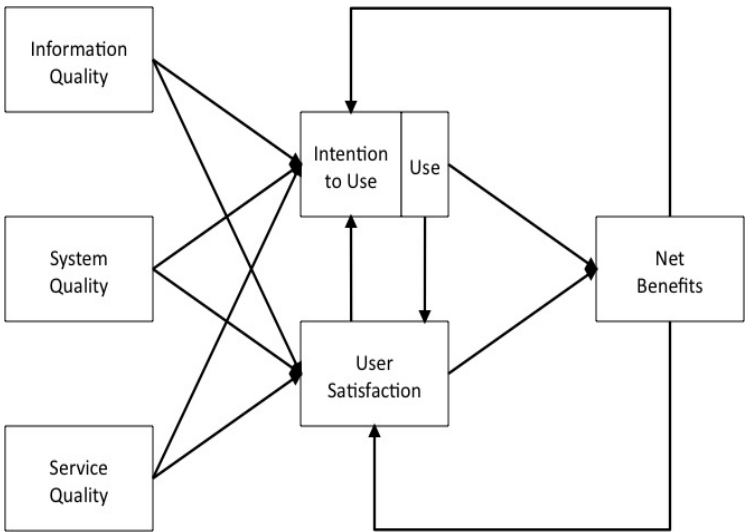 Information
Quality
Intention
to Use
Use
System
Quality
Net
Benefits
User
Satisfaction
Service
Quality